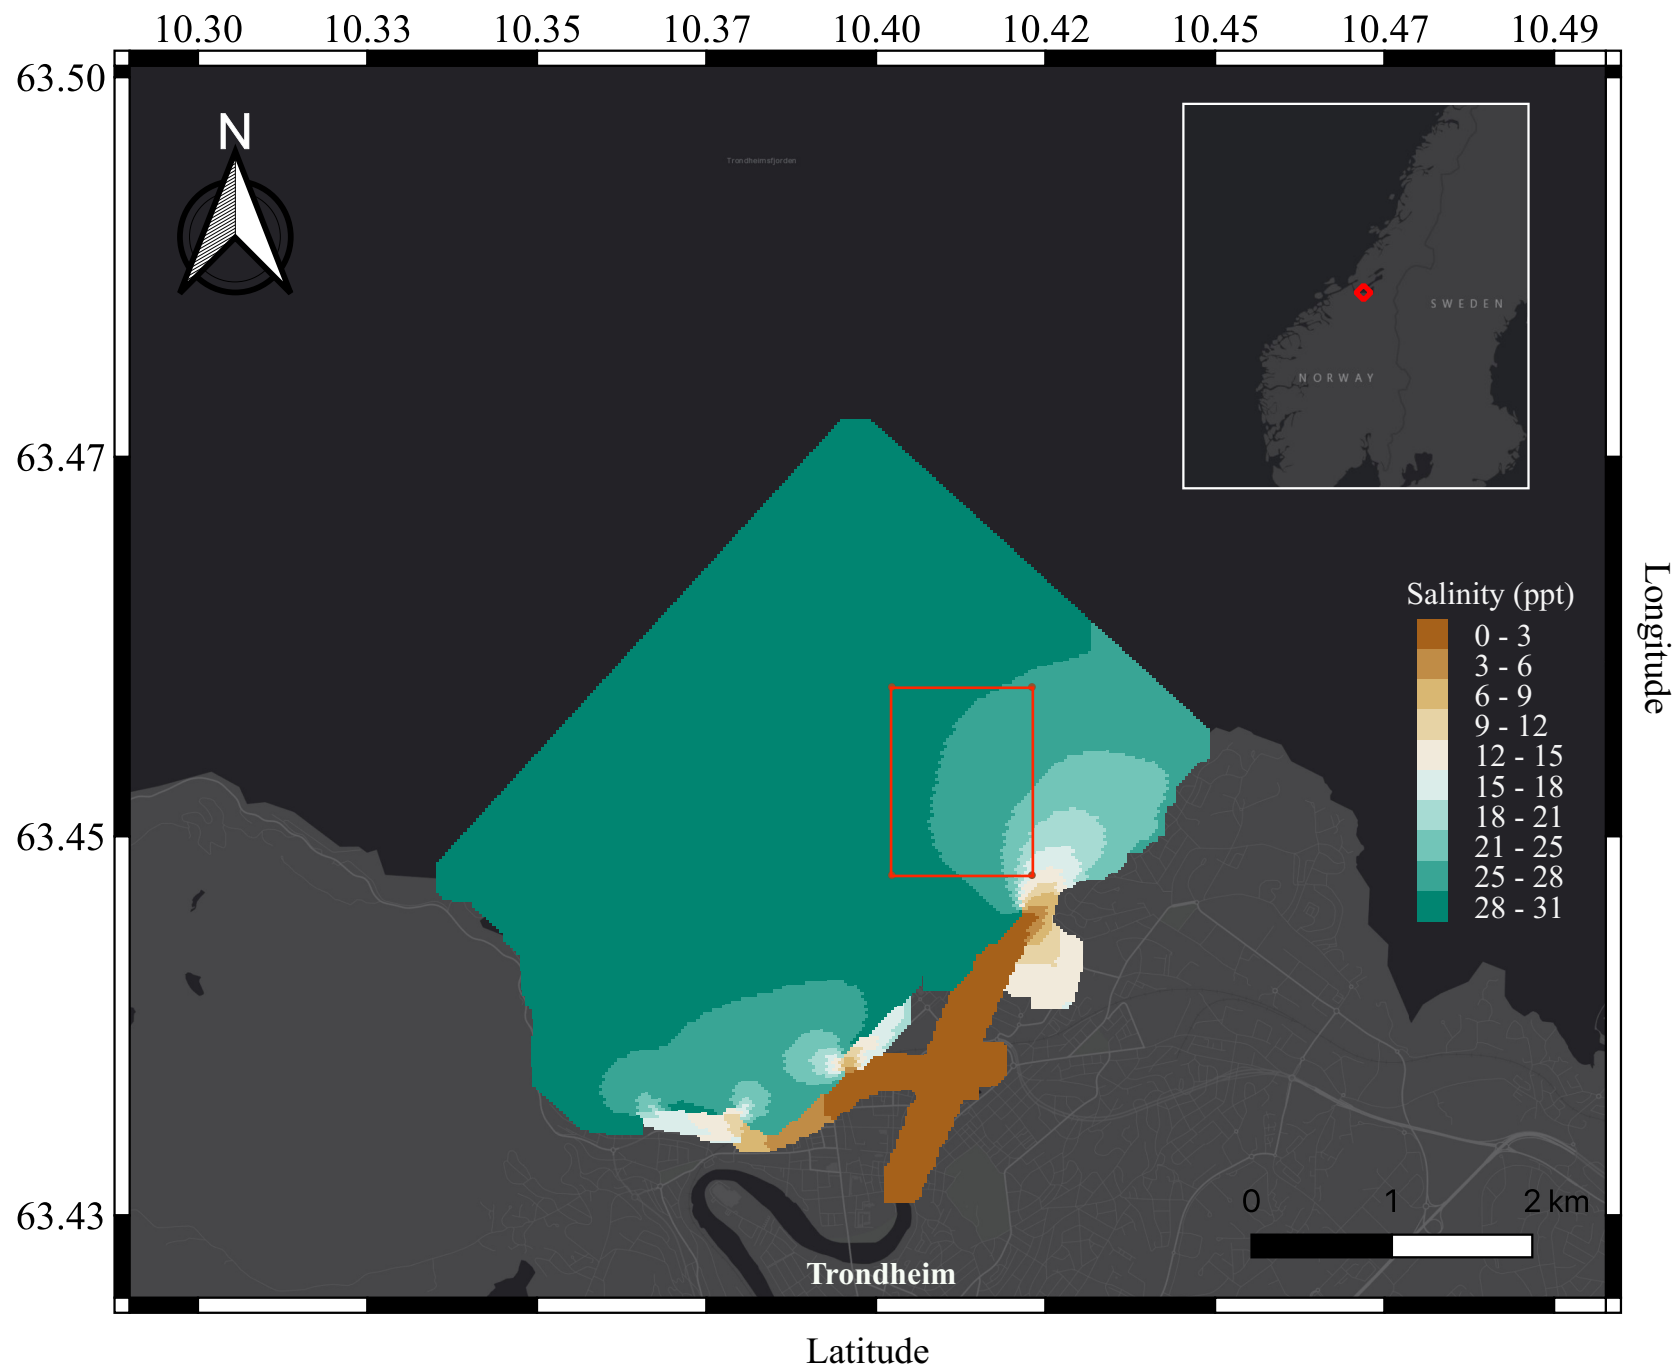 10.30 10.33 10.35 10.37 10.40 10.42 10.45 10.47 10.49
63.50
N
Trondheimsfjorden
SWEDEN
NORWAY
63.47
Longitude
Salinity (ppt)
0 - 3
3 - 6
6 - 9
9 - 12
12 - 15
15 - 18
18 - 21
21 - 25
25 - 28
28 - 31
63.45
63.43
0 1 2 km
Trondheim
Latitude